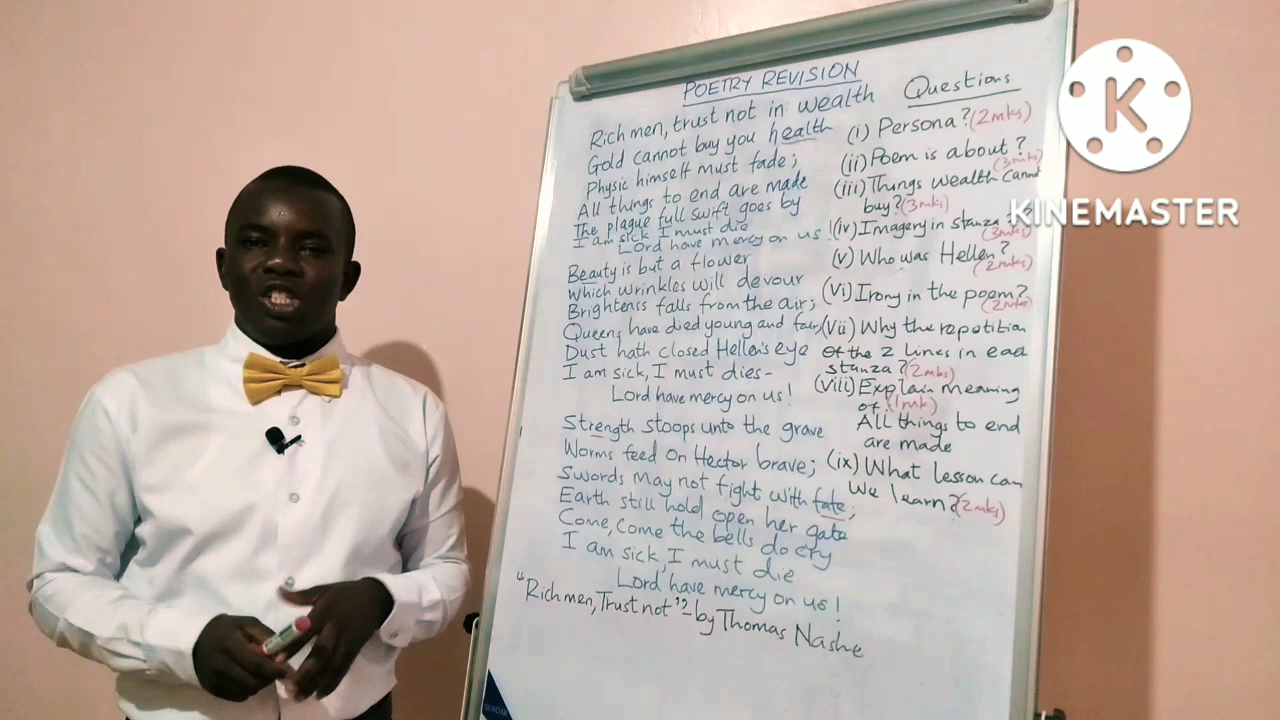 POETRY REVISION
Rich men, trust not in wealth
Gold cannot buy you health
Physic himself must fade;
All things to end are made
The plague full swift goes by
I am sick I must die
Lord have mercy on us!
Beauty is but a flower
Which wrinkles will devour
Brightenss falls from the air;
Queens have died young and fair;
Dust hath closed Hellen's eye
I am sick, I must dies-
Lord have mercy on us!
Strength stoops unto the grave
Worms feed on Hector brave;
Swords may not fight with fate;
Earth still hold open her gate
Come, Come the bells do cry
I am sick, I must die
Lord have mercy on us!
"Rich men, Trust not"- by Thomas Nashe
Questions
(i) Persona? (2mks)
(ii) Poem is about?
(3mks)
(iii) Things wealth cannot
buy? (3mks)
(iv) Imagery in stanza
(3mks)
(v) Who was Hellen?
(2mks)
(vi) Irony in the poem?
(2mks)
(vii) Why the repotition
of the 2 lines in each
stanza? (2mks)
(viii) Explain meaning
of: (1mk)
All things to end
are made
(ix) What lesson can
we learn? (2mks)
K
KINEMASTER
SUNDAR